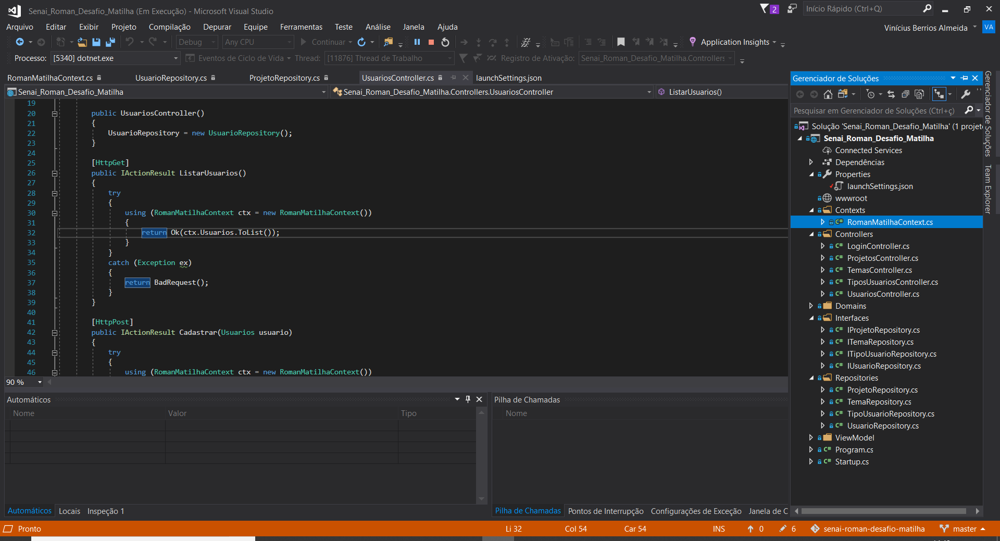 Senai_Roman_Desafio_Matilha (Em Execução) - Microsoft Visual Studio
2
Início Rápido (Ctrl+Q)
Arquivo Editar Exibir Projeto Compilação Depurar Equipe Ferramentas Teste Análise Janela Ajuda
Vinícius Berrios Almeida VA
Debug Any CPU Continuar Application Insights
Processo: [5340] dotnet.exe Eventos de Ciclo de Vida Thread: [11876] Thread de Trabalho Registro de Ativação: Senai_Roman_Desafio_Matilha.Controllers
RomanMatilhaContext.cs UsuarioRepository.cs ProjetoRepository.cs UsuariosController.cs launchSettings.json
Senai_Roman_Desafio_Matilha Senai_Roman_Desafio_Matilha.Controllers.UsuariosController ListarUsuarios()
19
20 public UsuariosController()
21 {
22 UsuarioRepository = new UsuarioRepository();
23 }
24
25 [HttpGet]
26 public IActionResult ListarUsuarios()
27 {
28 try
29 {
30 using (RomanMatilhaContext ctx = new RomanMatilhaContext())
31 {
32 return Ok(ctx.Usuarios.ToList());
33 }
34 }
35 catch (Exception ex)
36 {
37 return BadRequest();
38 }
39 }
40
41 [HttpPost]
42 public IActionResult Cadastrar(Usuarios usuario)
43 {
44 try
45 {
46 using (RomanMatilhaContext ctx = new RomanMatilhaContext())
90 %
Automáticos
Nome Valor Tipo
Automáticos Locais Inspeção 1
Pilha de Chamadas
Nome
Pilha de Chamadas Pontos de Interrupção Configurações de Exceção Janela de C
Gerenciador de Soluções
Pesquisar em Gerenciador de Soluções (Ctrl+ç)
Solução 'Senai_Roman_Desafio_Matilha' (1 projet
Senai_Roman_Desafio_Matilha
Connected Services
Dependências
Properties
launchSettings.json
wwwroot
Contexts
RomanMatilhaContext.cs
Controllers
LoginController.cs
ProjetosController.cs
TemasController.cs
TiposUsuariosController.cs
UsuariosController.cs
Domains
Interfaces
IProjetoRepository.cs
ITemaRepository.cs
ITipoUsuarioRepository.cs
IUsuarioRepository.cs
Repositories
ProjetoRepository.cs
TemaRepository.cs
TipoUsuarioRepository.cs
UsuarioRepository.cs
ViewModel
Program.cs
Startup.cs
Gerenciador de Soluções
Team Explorer
Pronto Li 32 Col 54 Car 54 INS 0 6 senai-roman-desafio-matilha master